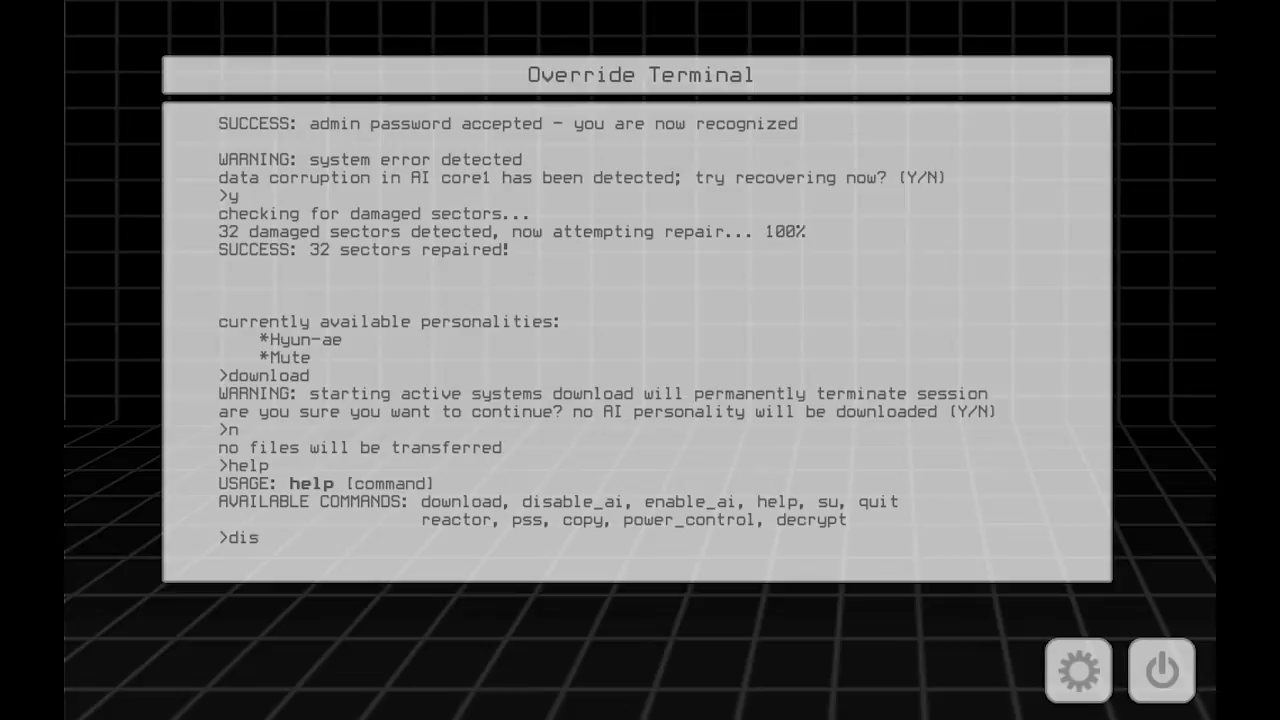 Override Terminal
SUCCESS: admin password accepted - you are now recognized
WARNING: system error detected
data corruption in AI core1 has been detected; try recovering now? (Y/N)
>y
checking for damaged sectors...
32 damaged sectors detected, now attempting repair... 100%
SUCCESS: 32 sectors repaired!
currently available personalities:
*Hyun-ae
*Mute
>download
WARNING: starting active systems download will permanently terminate session
are you sure you want to continue? no AI personality will be downloaded (Y/N)
>n
no files will be transferred
>help
USAGE: help [command]
AVAILABLE COMMANDS: download, disable_ai, enable_ai, help, su, quit
reactor, pss, copy, power_control, decrypt
>dis